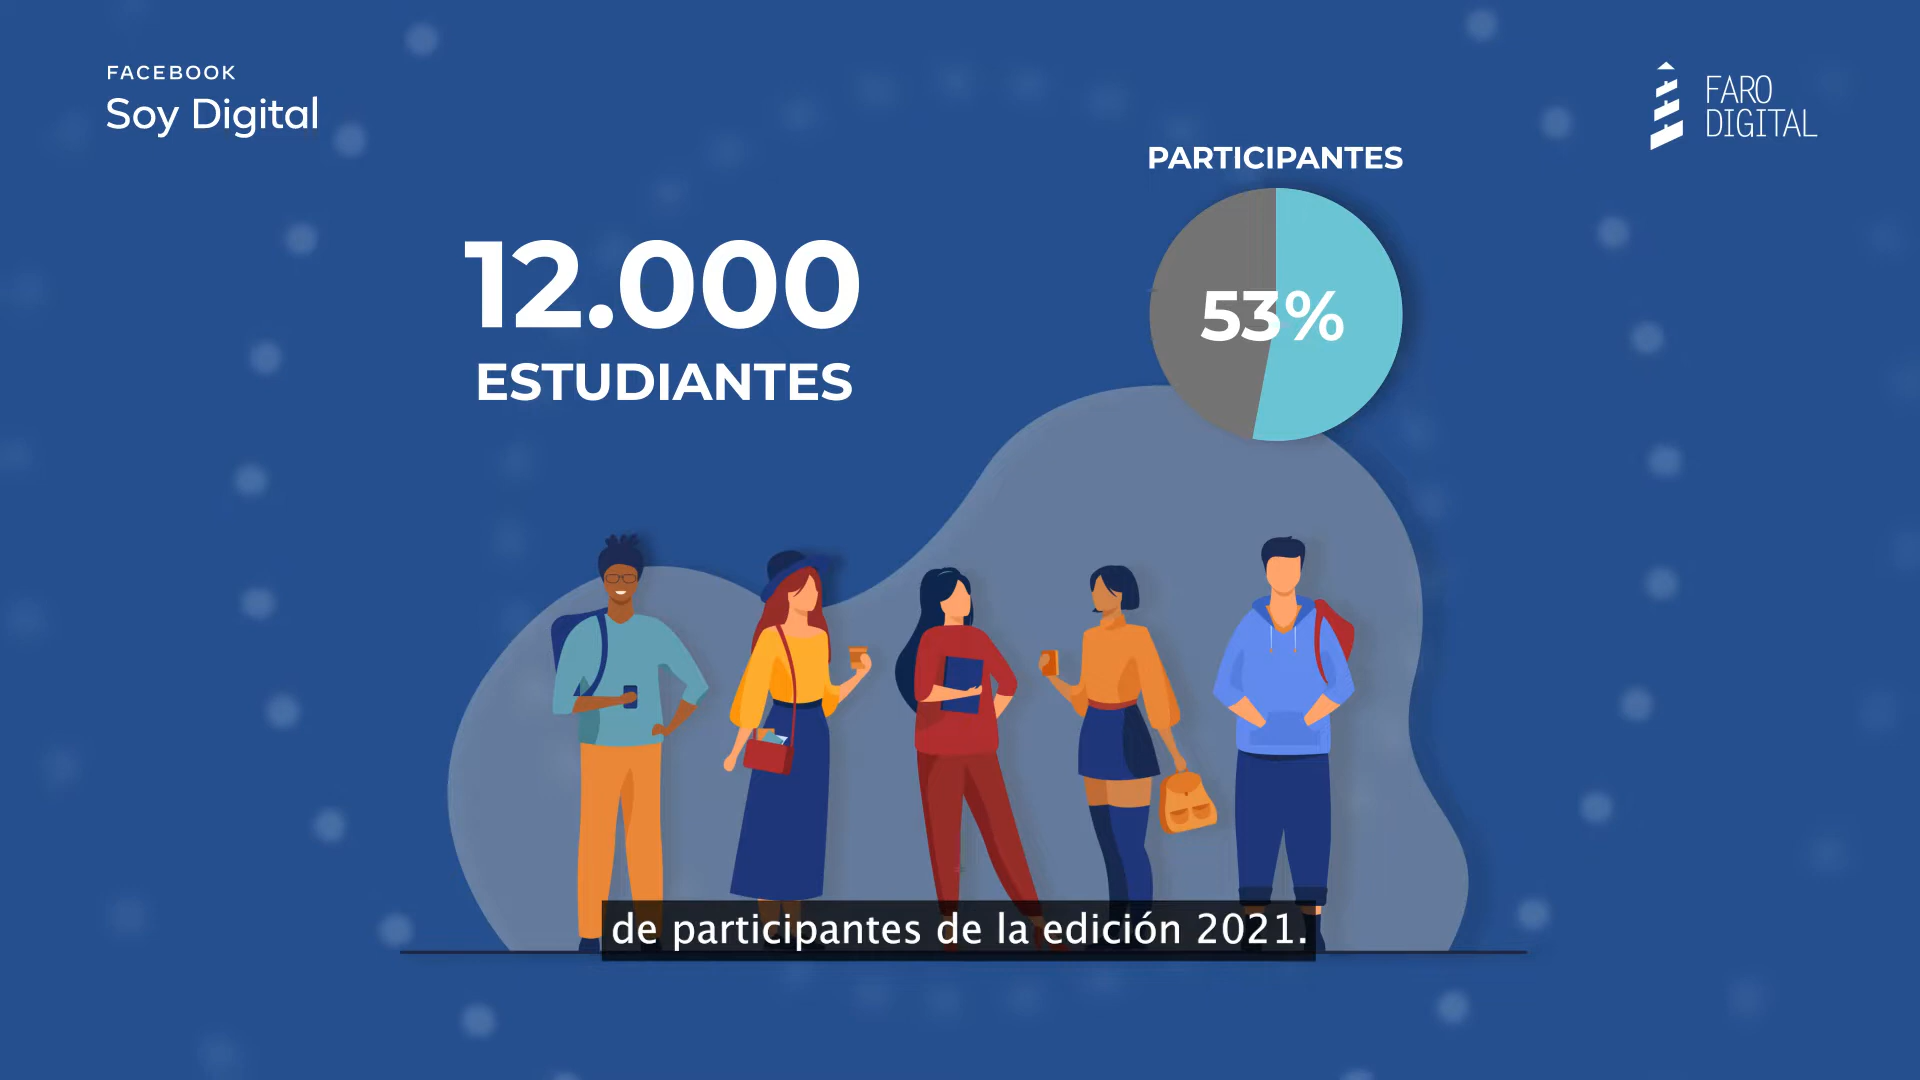 FACEBOOK
Soy Digital
FARO
DIGITAL
PARTICIPANTES
12.000
ESTUDIANTES
53%
de participantes de la edición 2021.